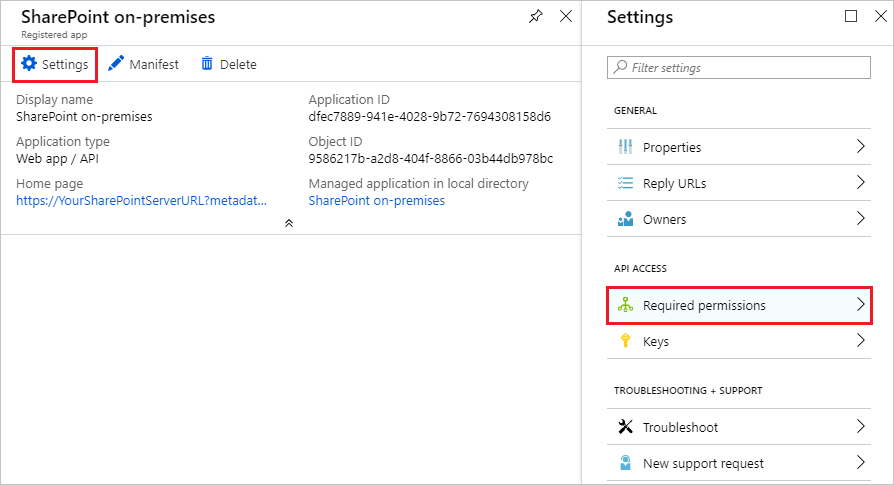 SharePoint on-premises
Registered app
Settings Manifest Delete
Display name
SharePoint on-premises
Application type
Web app / API
Home page
https://YourSharePointServerURL?metadat...
Application ID
dfec7889-941e-4028-9b72-7694308158d6
Object ID
9586217b-a2d8-404f-8866-03b44db978bc
Managed application in local directory
SharePoint on-premises
Settings
Filter settings
GENERAL
Properties
Reply URLs
Owners
API ACCESS
Required permissions
Keys
TROUBLESHOOTING + SUPPORT
Troubleshoot
New support request